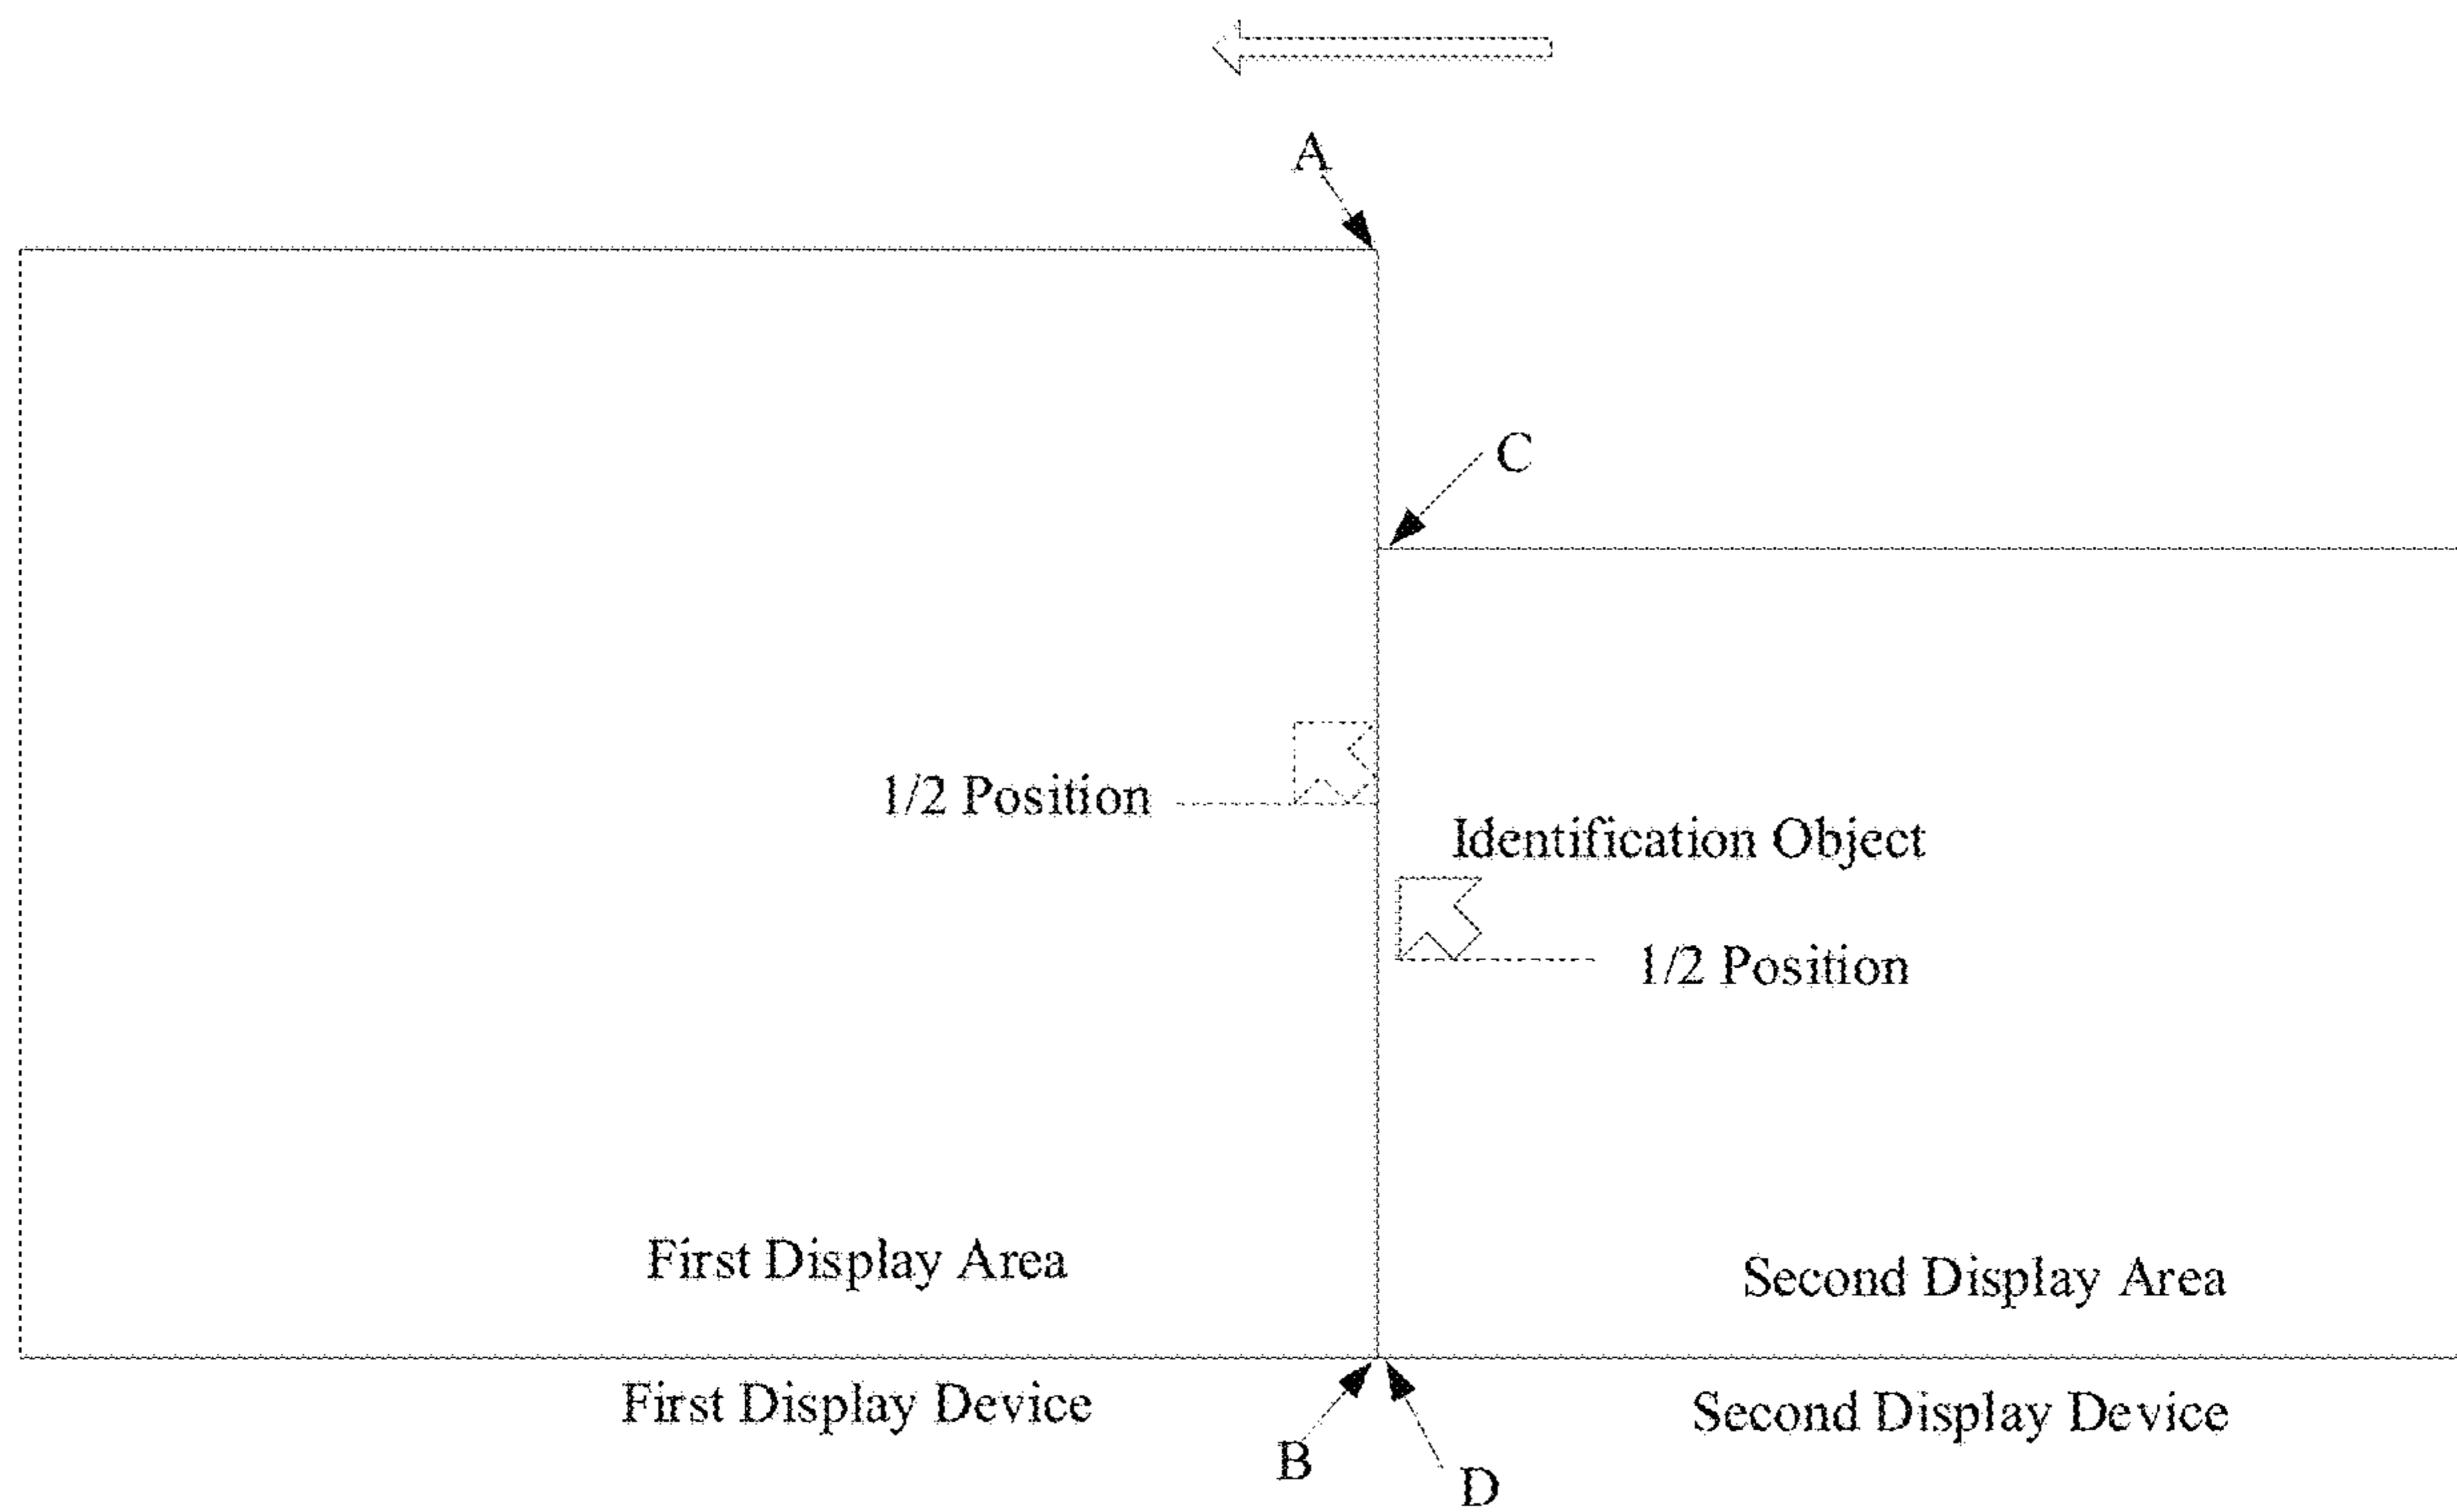 A
C
1/2 Position
Identification Object
1/2 Position
First Display Area
Second Display Area
First Display Device
Second Display Device
B
D